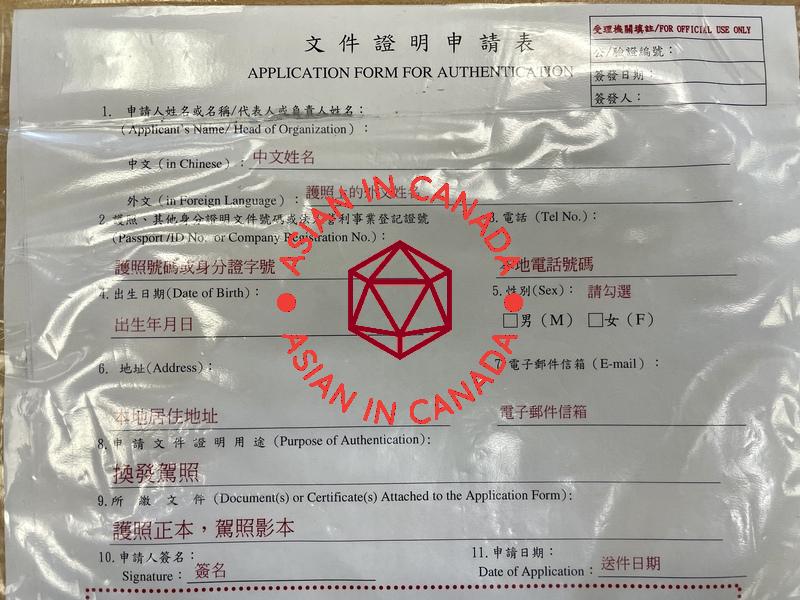 文件證明申請表
APPLICATION FORM FOR AUTHENTICATION
受理機關填註/FOR OFFICIAL USE ONLY
公/驗證編號：
簽發日期：
簽發人：
1. 申請人姓名或名稱/代表人或負責人姓名：
(Applicant's Name/ Head of Organization)：
中文 (in Chinese)：中文姓名
外文 (in Foreign Language)：護照上的外文姓名
2. 護照、其他身分證明文件號碼或法人營利事業登記證號
(Passport /ID No. or Company Registration No.)：
護照號碼或身分證字號
3. 電話 (Tel No.)：
本地電話號碼
4. 出生日期(Date of Birth)：
出生年月日
5. 性別(Sex)： 請勾選
□男 (M) □女 (F)
6. 地址(Address)：
本地居住地址
7. 電子郵件信箱 (E-mail)：
電子郵件信箱
8. 申請文件證明用途 (Purpose of Authentication)：
換發駕照
9. 所繳文件 (Document(s) or Certificate(s) Attached to the Application Form)：
護照正本，駕照影本
10. 申請人簽名：
Signature： 簽名
11. 申請日期：
Date of Application： 送件日期
ASIAN IN CANADA
ASIAN IN CANADA